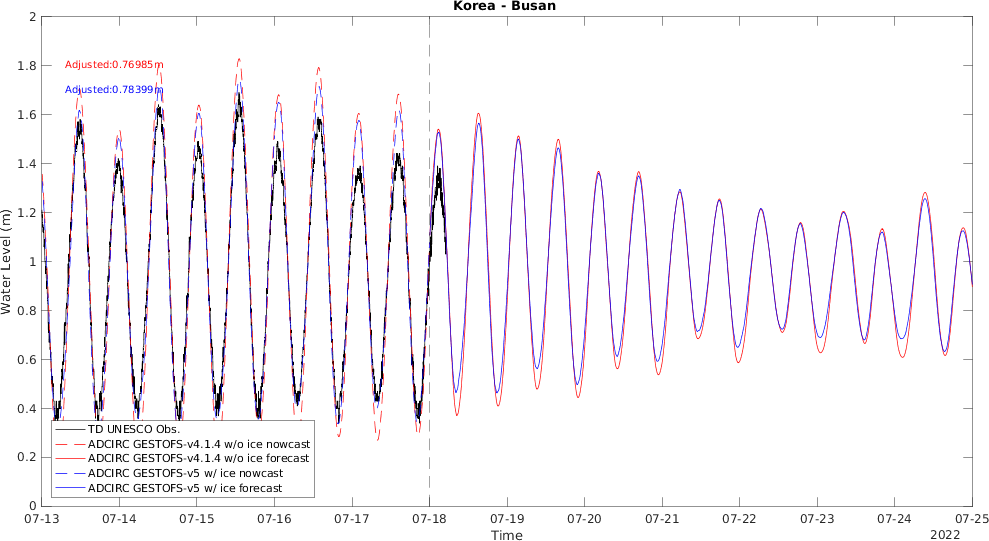 Korea - Busan
2
1.8
1.6
1.4
1.2
1
0.8
0.6
0.4
0.2
0
Water Level (m)
Adjusted:0.76985m
Adjusted:0.78399m
TD UNESCO Obs.
ADCIRC GESTOFS-v4.1.4 w/o ice nowcast
ADCIRC GESTOFS-v4.1.4 w/o ice forecast
ADCIRC GESTOFS-v5 w/ ice nowcast
ADCIRC GESTOFS-v5 w/ ice forecast
07-13 07-14 07-15 07-16 07-17 07-18 07-19 07-20 07-21 07-22 07-23 07-24 07-25
Time
2022